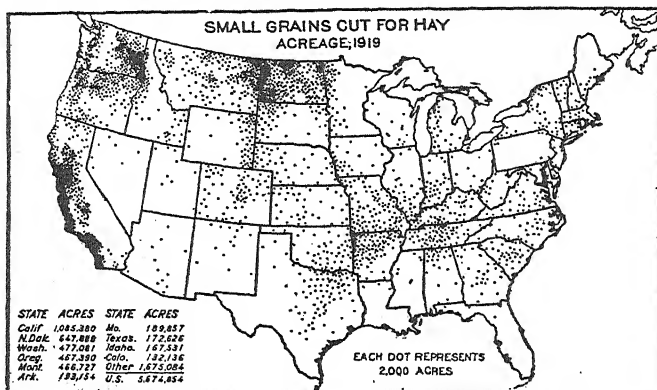 SMALL GRAINS CUT FOR HAY
ACREAGE, 1919
STATE ACRES STATE ACRES
Calif 1,085,380 Mo. 189,857
N.Dak. 647,888 Texas. 172,626
Wash. 477,081 Idaho. 167,531
Oreg. 467,390 Colo. 132,136
Mont. 466,727 Other 1,675,084
Ark. 193,154 U.S. 5,674,854
EACH DOT REPRESENTS
2,000 ACRES